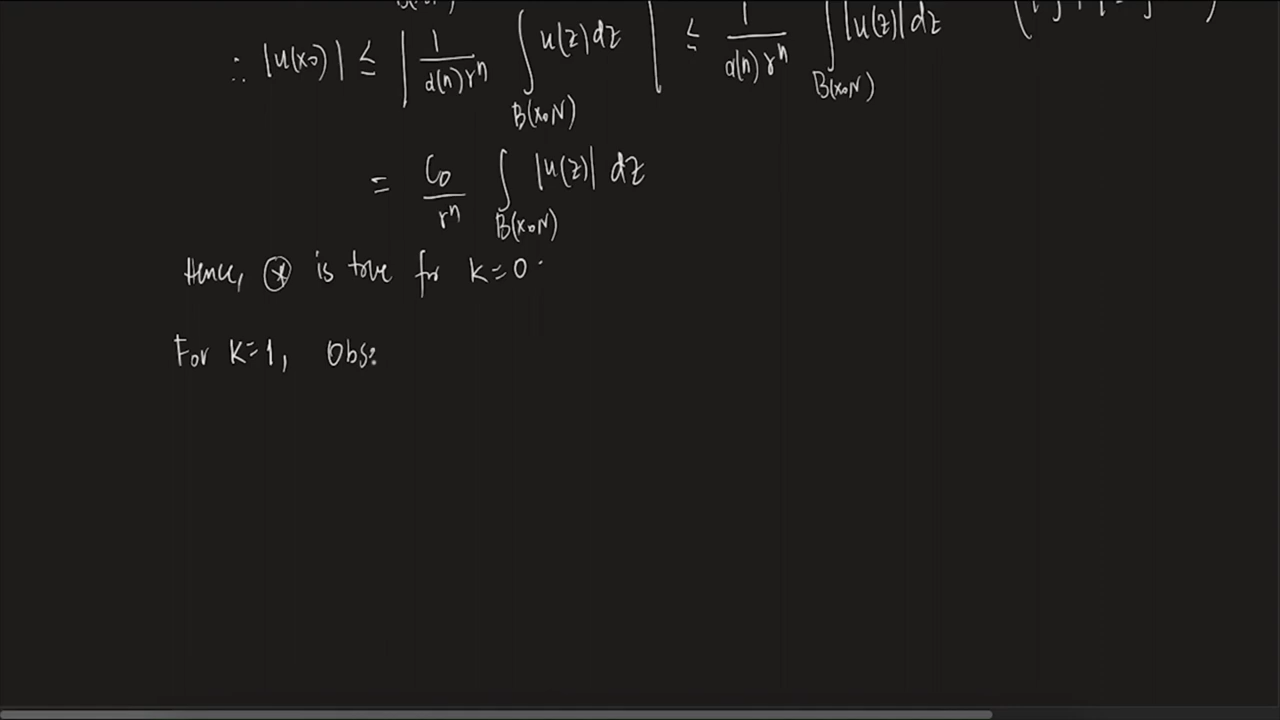 ∴ |u(x₀)| ≤ | 1/α(n) rⁿ ∫_{B(x₀,r)} u(z) dz | ≤ 1/α(n) rⁿ ∫_{B(x₀,r)} |u(z)| dz
= C₀/rⁿ ∫_{B(x₀,r)} |u(z)| dz
Hence, ⊛ is true for k=0.
For k=1, Obs: